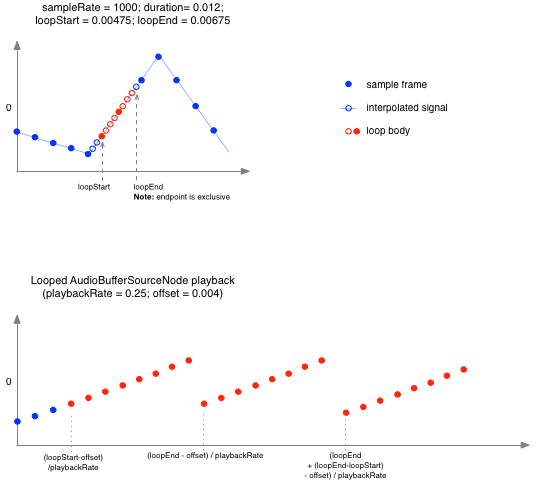 sampleRate = 1000; duration= 0.012;
loopStart = 0.00475; loopEnd = 0.00675
0
sample frame
interpolated signal
loop body
loopStart
loopEnd
Note: endpoint is exclusive
Looped AudioBufferSourceNode playback
(playbackRate = 0.25; offset = 0.004)
0
(loopStart-offset)
/playbackRate
(loopEnd - offset) / playbackRate
(loopEnd
+ (loopEnd-loopStart)
- offset) / playbackRate